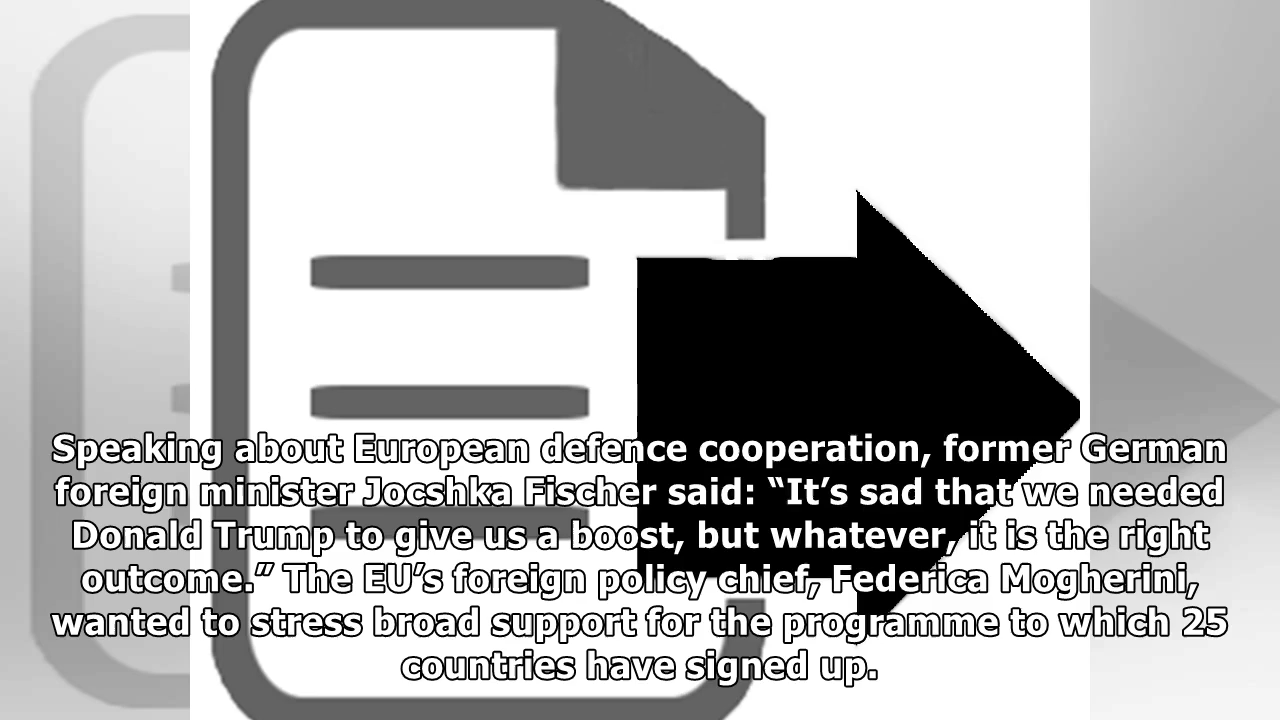 Speaking about European defence cooperation, former German
foreign minister Jocshka Fischer said: “It’s sad that we needed
Donald Trump to give us a boost, but whatever, it is the right
outcome.” The EU’s foreign policy chief, Federica Mogherini,
wanted to stress broad support for the programme to which 25
countries have signed up.